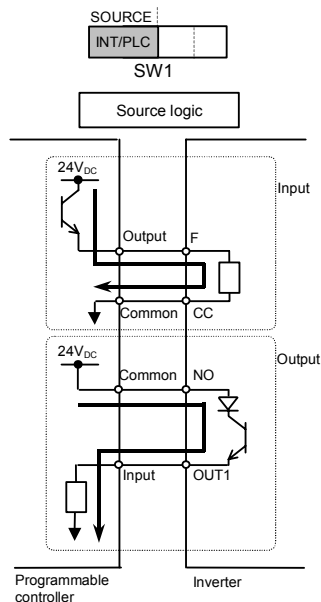 SOURCE
INT/PLC
SW1
Source logic
Input
24VDC
Output F
Common CC
Output
24VDC
Common NO
Input OUT1
Programmable
controller
Inverter